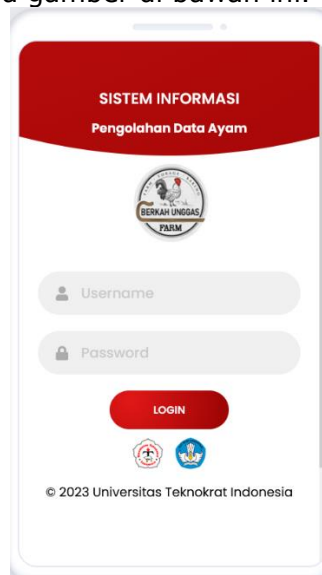 gambar di bawah ini.
SISTEM INFORMASI
Pengolahan Data Ayam
BERKAH UNGGAS
FARM
Username
Password
LOGIN
© 2023 Universitas Teknokrat Indonesia